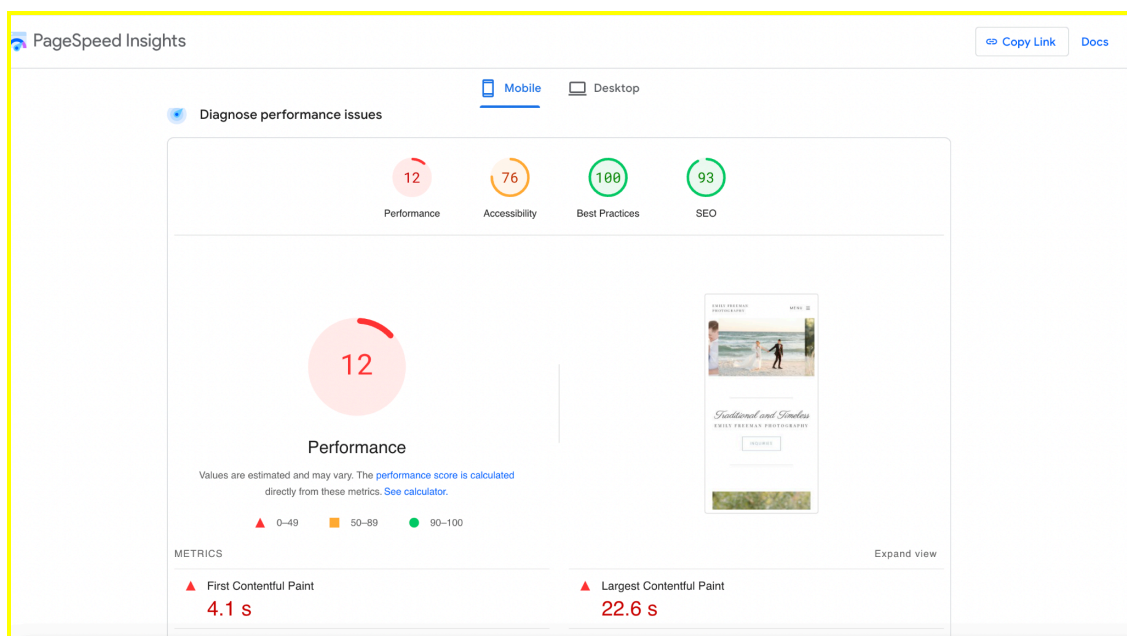 PageSpeed Insights
Copy Link
Docs
Mobile
Desktop
Diagnose performance issues
12
76
100
93
Performance
Accessibility
Best Practices
SEO
EMILY FREEMAN
PHOTOGRAPHY
MENU
12
Traditional and Timeless
EMILY FREEMAN PHOTOGRAPHY
Performance
Values are estimated and may vary. The performance score is calculated
directly from these metrics. See calculator.
0–49
50–89
90–100
METRICS
Expand view
First Contentful Paint
4.1 s
Largest Contentful Paint
22.6 s